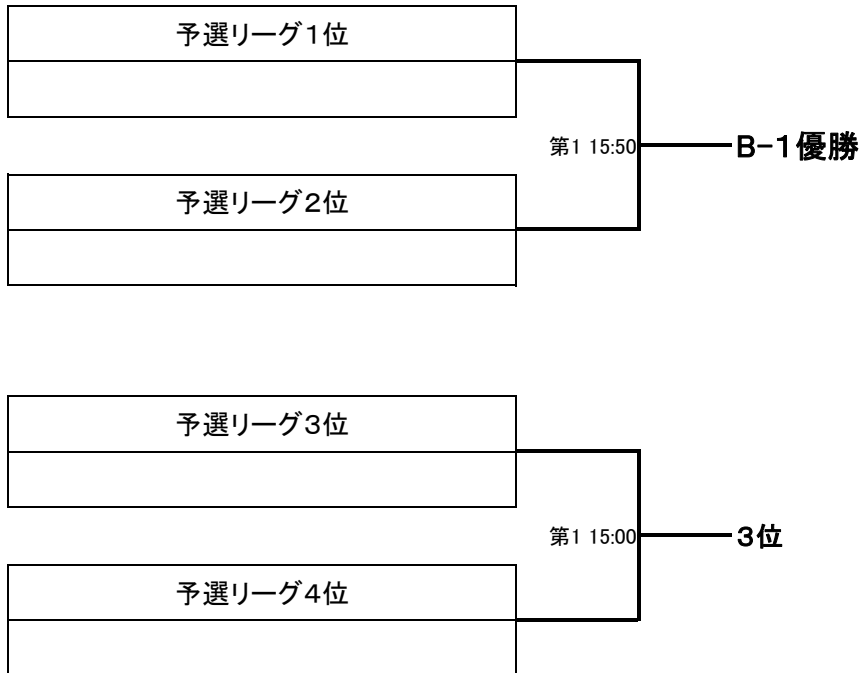 予選リーグ１位
第1 15:50
B-1優勝
予選リーグ２位
予選リーグ３位
第1 15:00
３位
予選リーグ４位